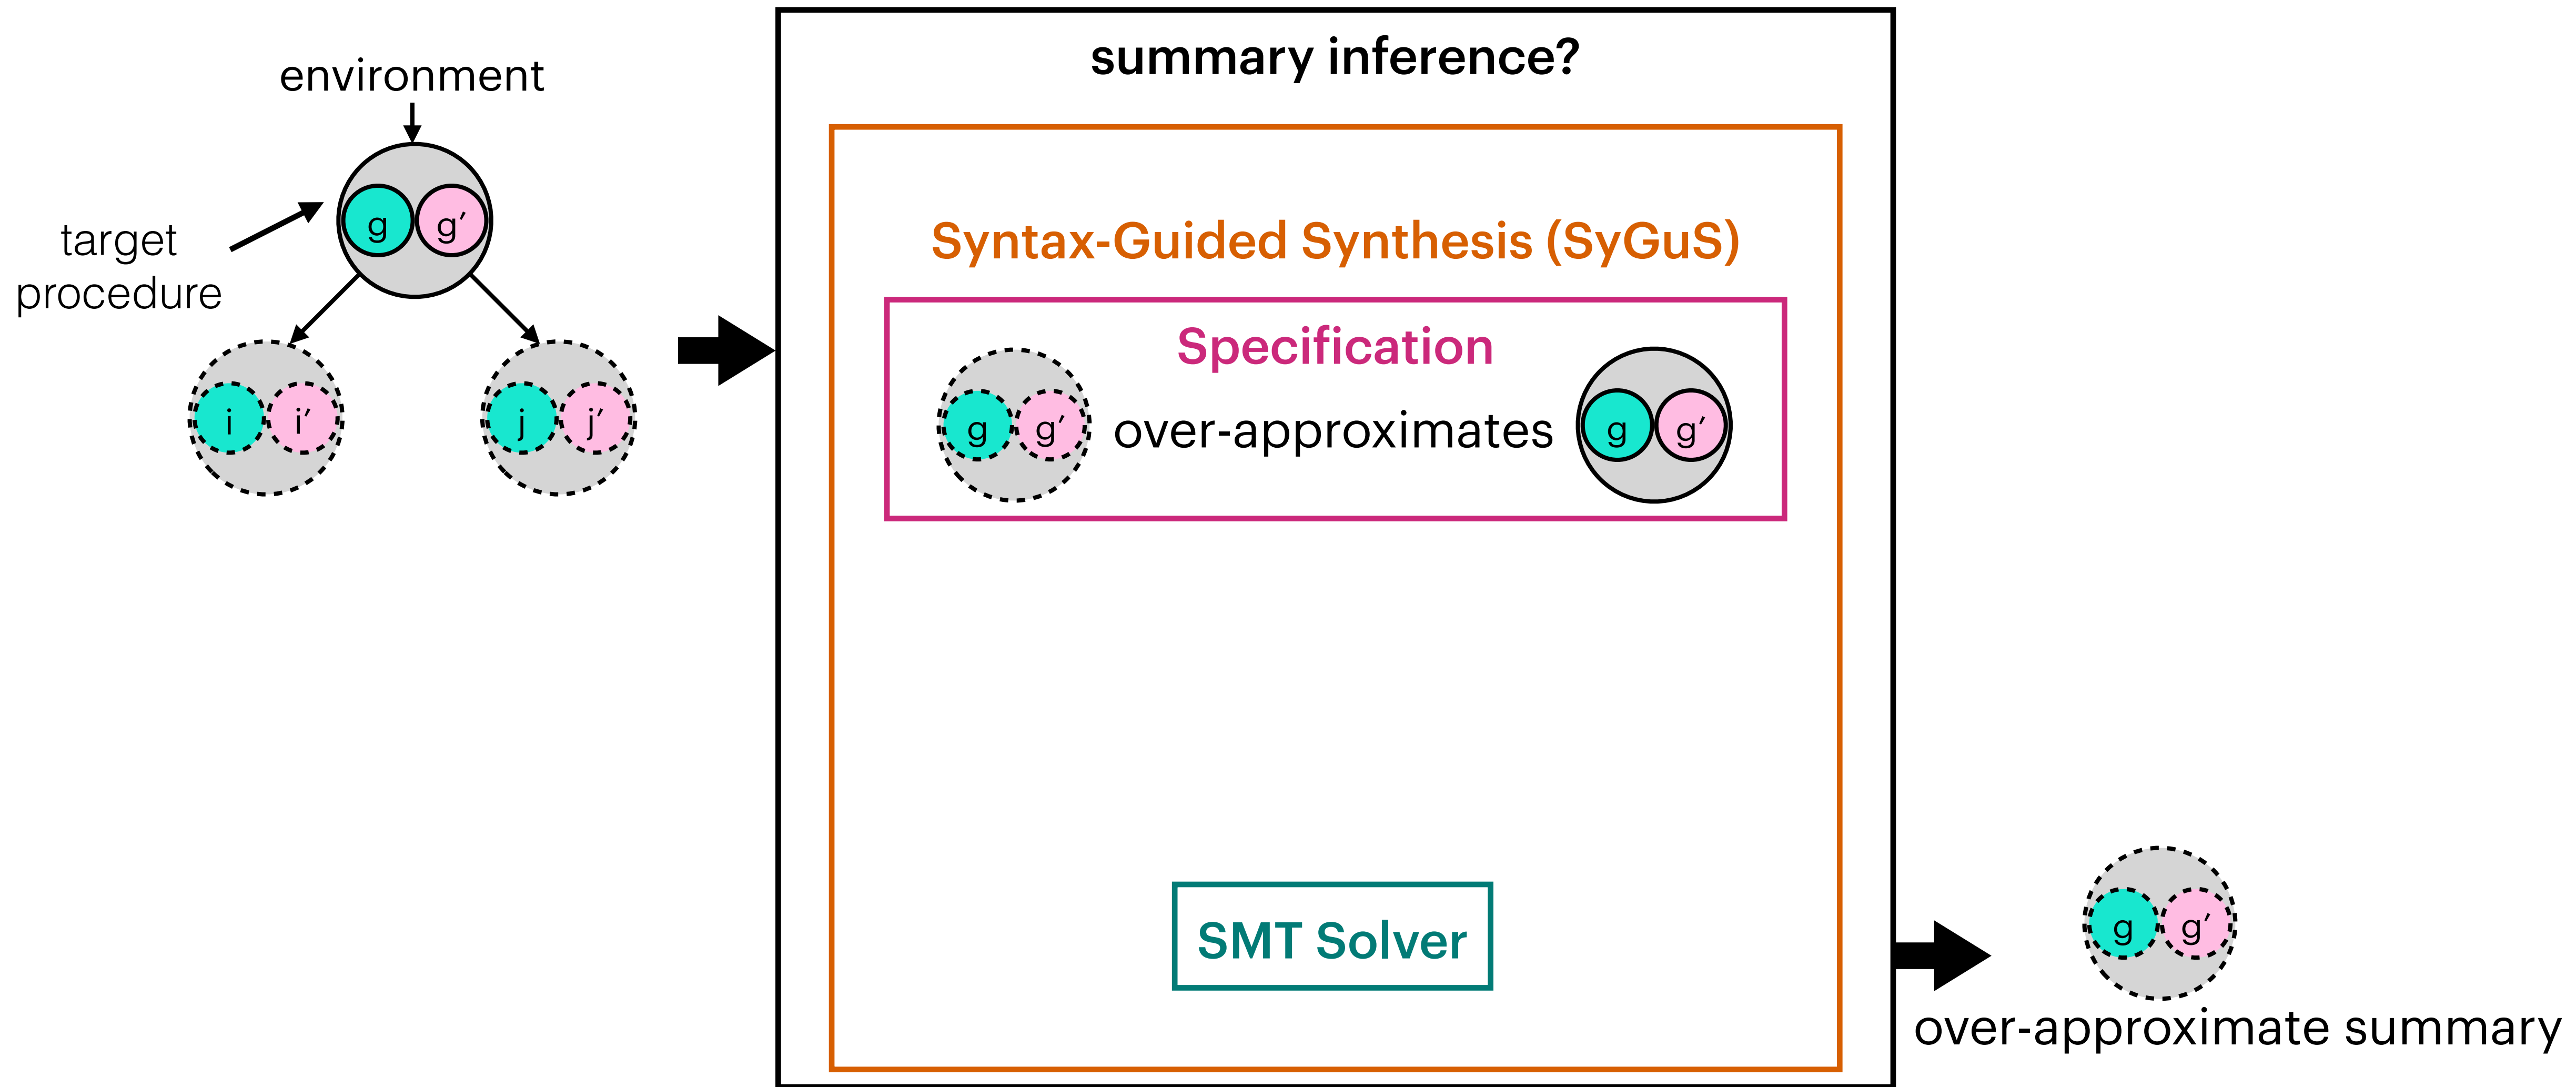 environment
g g′
target
procedure
i i′ j j′
summary inference?
Syntax-Guided Synthesis (SyGuS)
Specification
g g′ over-approximates g g′
SMT Solver
g g′
over-approximate summary